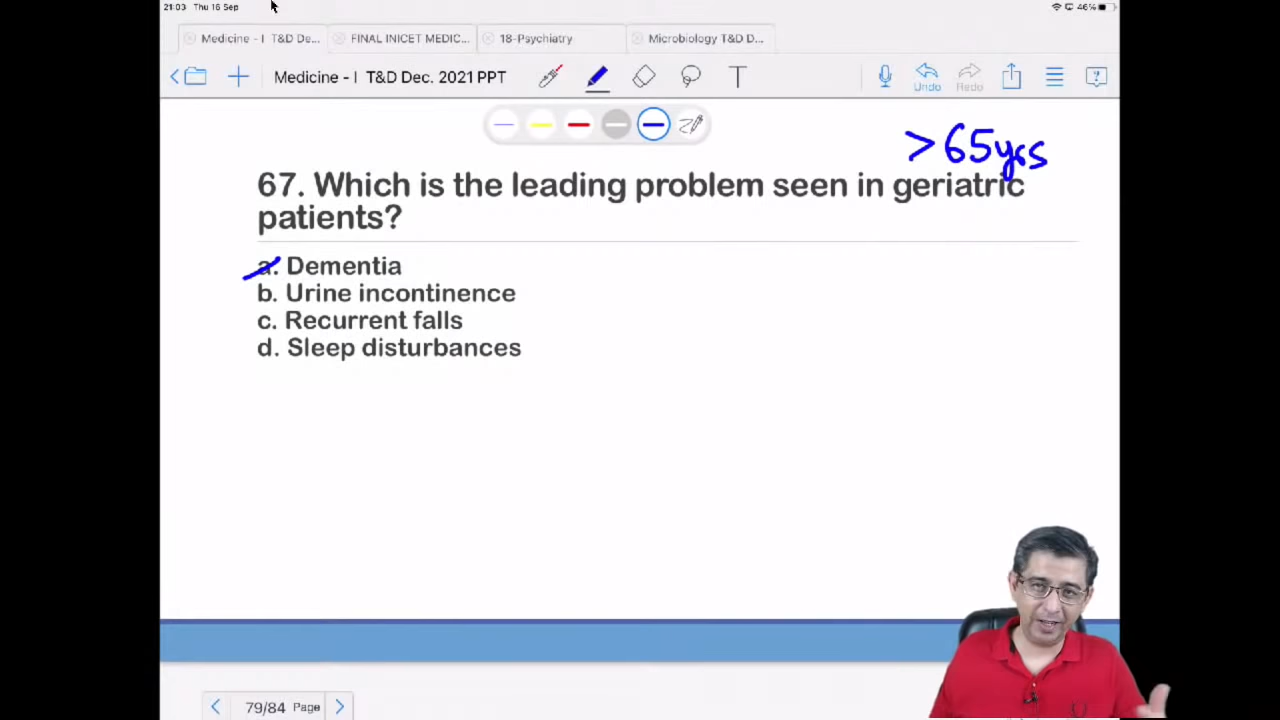 21:03 Thu 16 Sep
46%
Medicine - I T&D De...
FINAL INICET MEDIC...
18-Psychiatry
Microbiology T&D D...
Medicine - I T&D Dec. 2021 PPT
T
Undo
Redo
?
>65yrs
67. Which is the leading problem seen in geriatric
patients?
a. Dementia
b. Urine incontinence
c. Recurrent falls
d. Sleep disturbances
79/84 Page